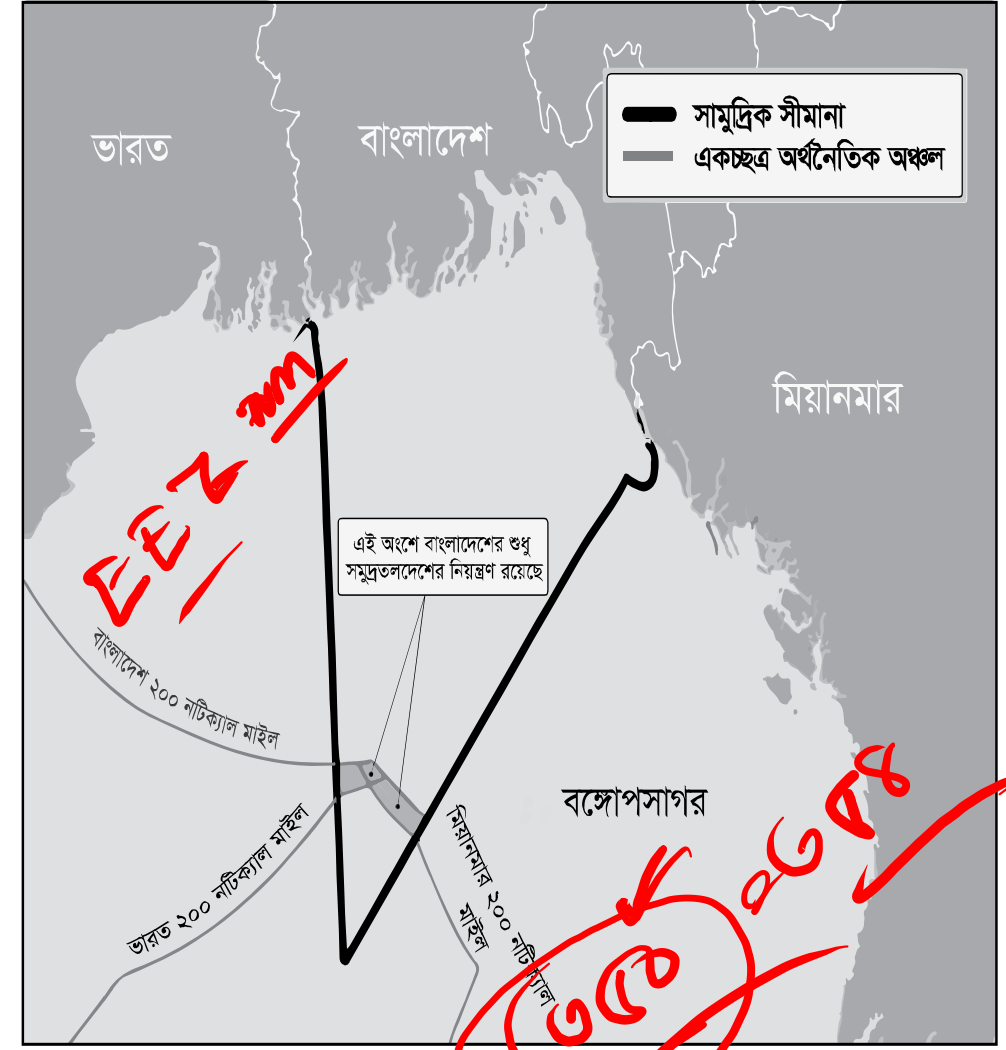 সামুদ্রিক সীমানা
একচ্ছত্র অর্থনৈতিক অঞ্চল
ভারত
বাংলাদেশ
মিয়ানমার
EEZ
এই অংশে বাংলাদেশের শুধু
সমুদ্রতলদেশের নিয়ন্ত্রণ রয়েছে
বাংলাদেশ ২০০ নটিক্যাল মাইল
বঙ্গোপসাগর
ভারত ২০০ নটিক্যাল মাইল
মিয়ানমার ২০০ নটিক্যাল
মাইল
৩৫৪